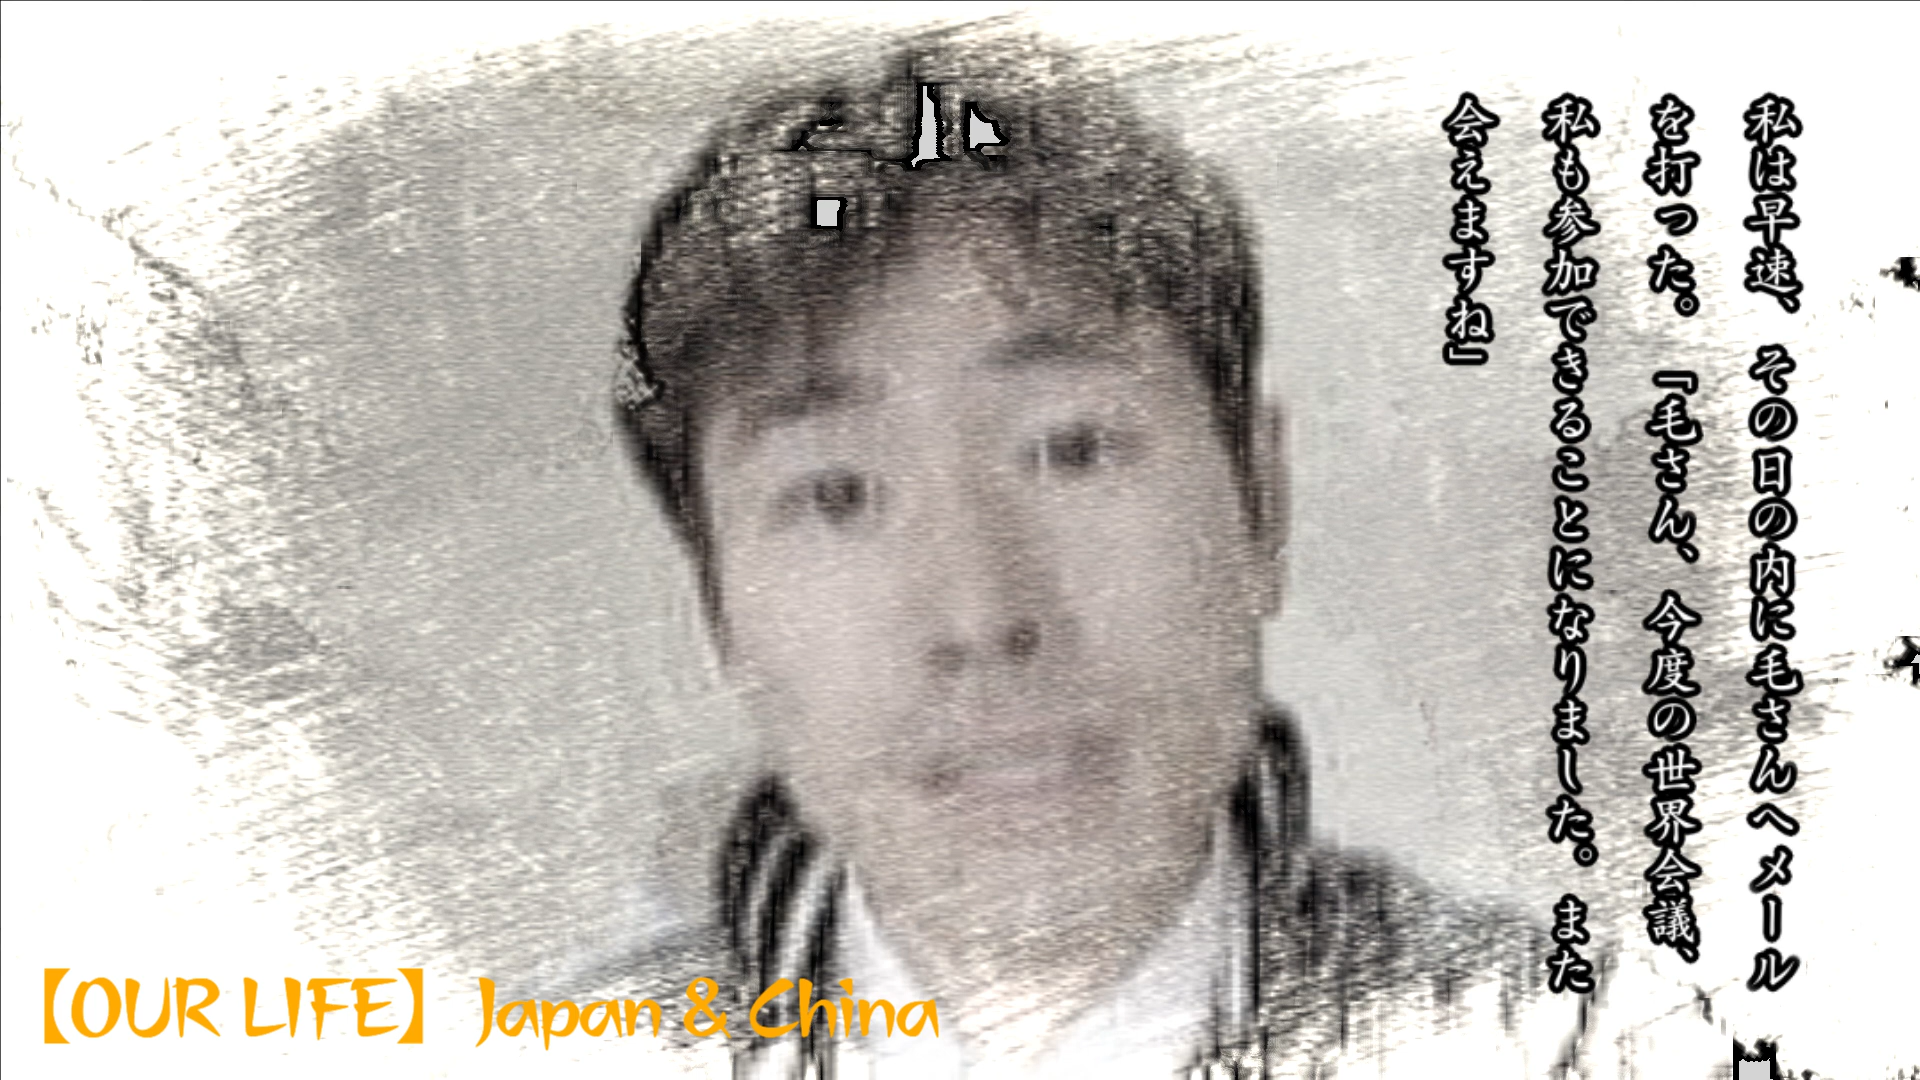 私は早速、その日の内に毛さんへメール
を打った。『毛さん、今度の世界会議、
私も参加できることになりました。また
会えますね』
【OUR LIFE】 Japan & China